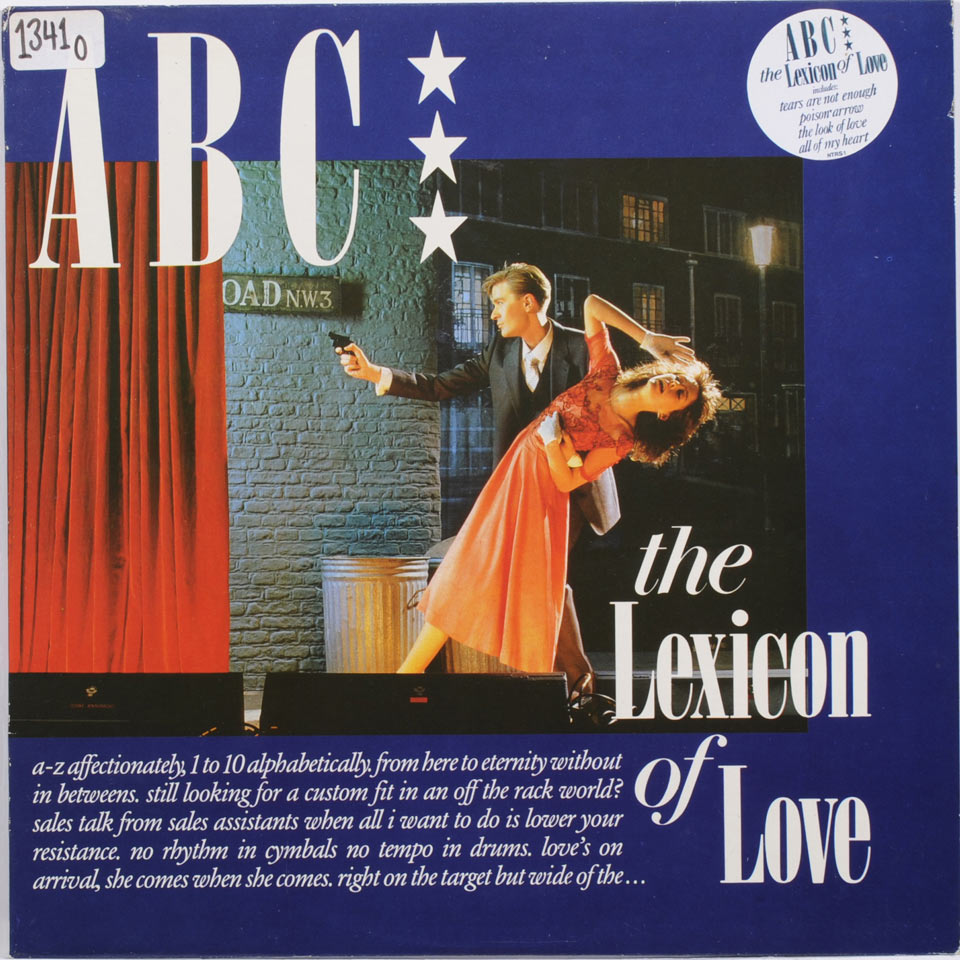 13410
ABC
ABC
the Lexicon of Love
includes:
tears are not enough
poison arrow
the look of love
all of my heart
NTRS 1
OAD NW.3
the
Lexicon
of
Love
a-z affectionately, 1 to 10 alphabetically. from here to eternity without
in betweens. still looking for a custom fit in an off the rack world?
sales talk from sales assistants when all i want to do is lower your
resistance. no rhythm in cymbals no tempo in drums. love's on
arrival, she comes when she comes. right on the target but wide of the...